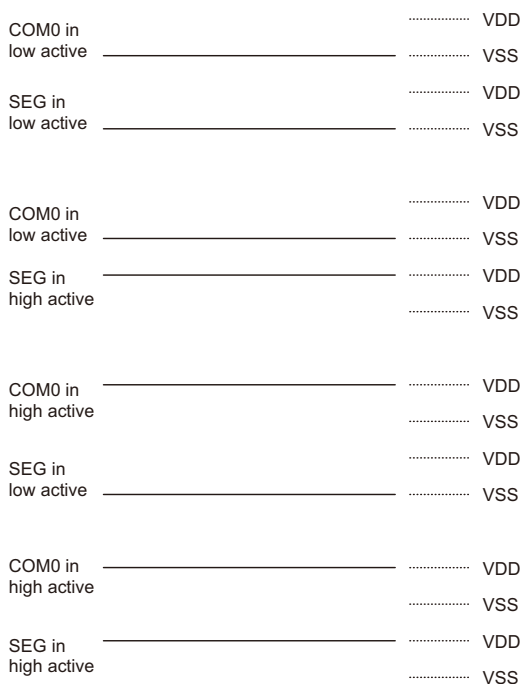 COM0 in
low active
VDD
VSS
SEG in
low active
VDD
VSS
COM0 in
low active
VDD
VSS
SEG in
high active
VDD
VSS
COM0 in
high active
VDD
VSS
SEG in
low active
VDD
VSS
COM0 in
high active
VDD
VSS
SEG in
high active
VDD
VSS